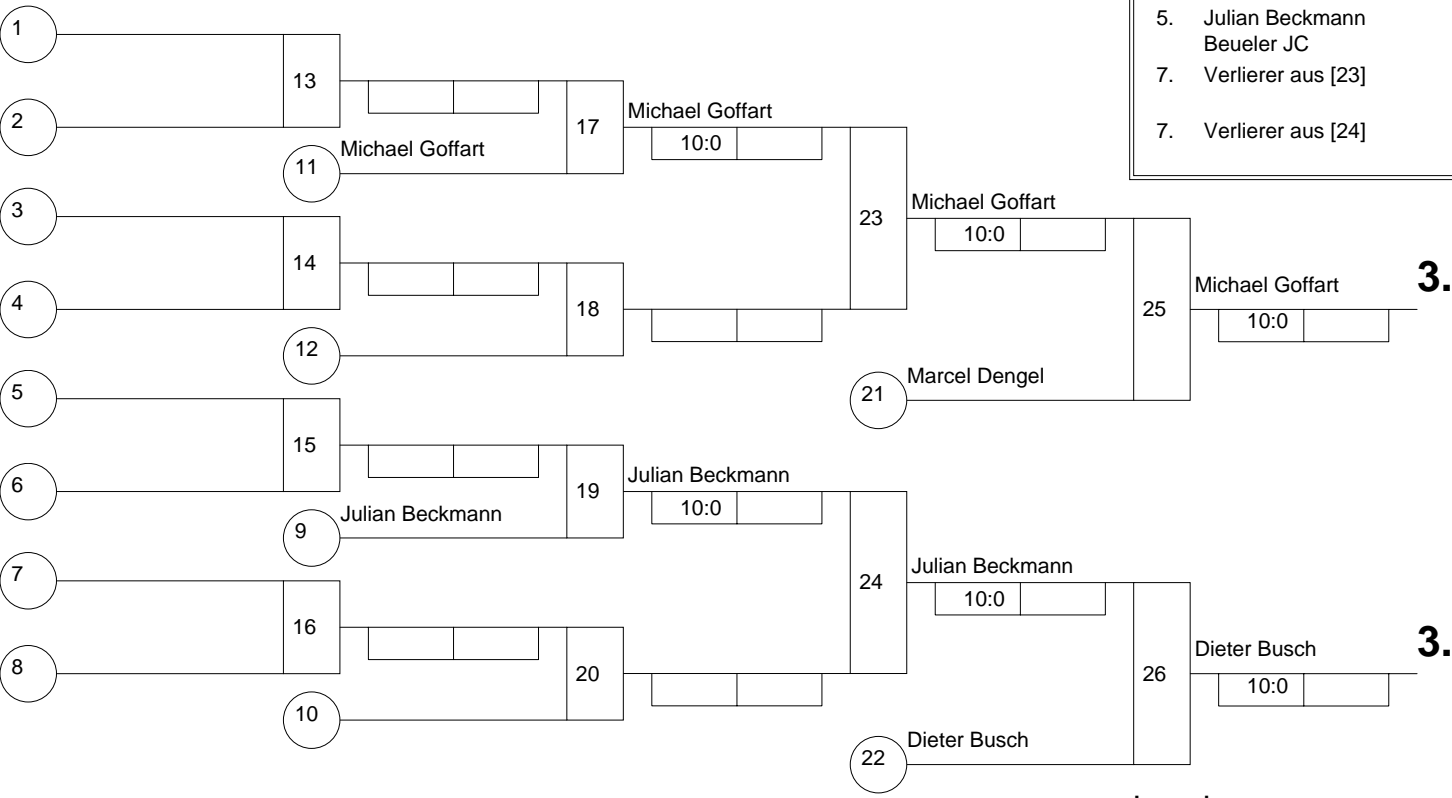 5. Julian Beckmann
Beueler JC
7. Verlierer aus [23]
7. Verlierer aus [24]
1
13
2
17
Michael Goffart
10:0
11
Michael Goffart
3
14
4
18
12
23
Michael Goffart
10:0
25
Michael Goffart
3.
10:0
21
Marcel Dengel
5
15
6
19
Julian Beckmann
10:0
9
Julian Beckmann
7
16
8
20
10
24
Julian Beckmann
10:0
26
Dieter Busch
3.
10:0
22
Dieter Busch